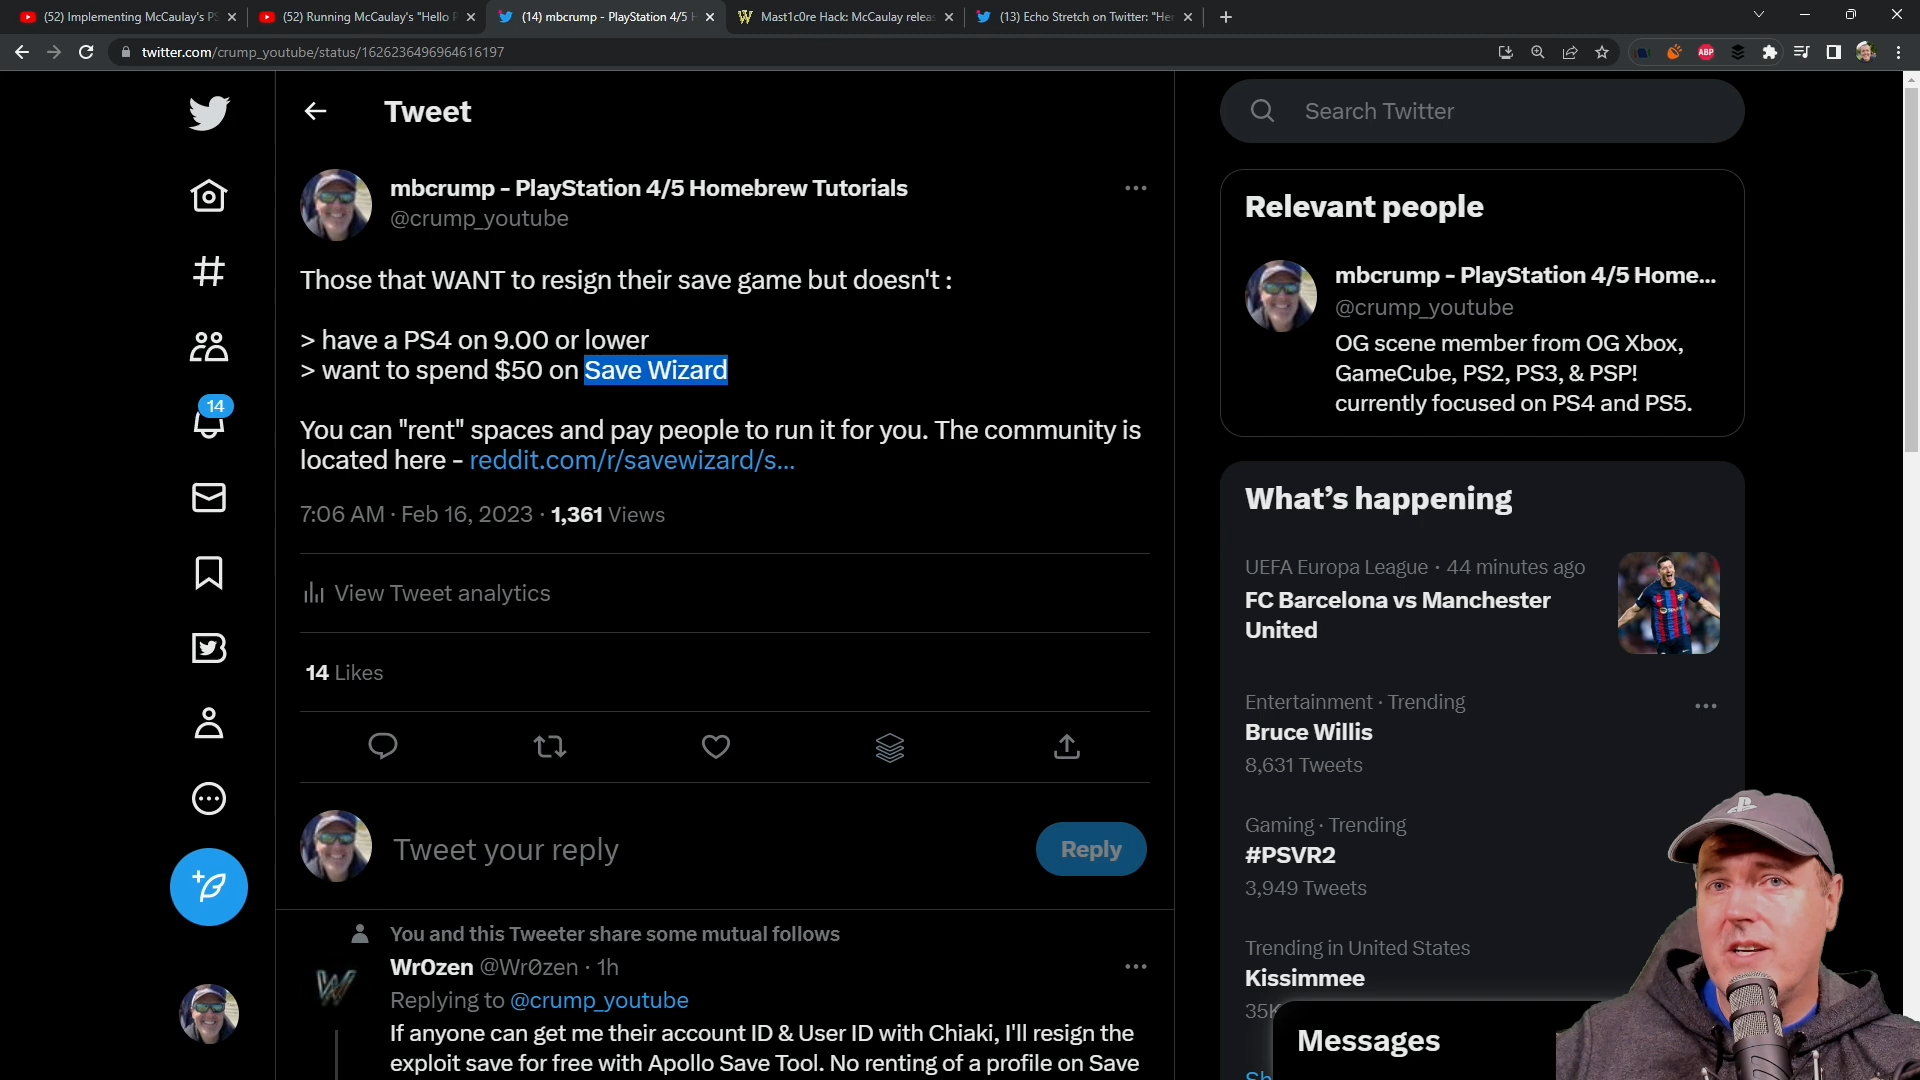 (52) Implementing McCaulay's PS
(52) Running McCaulay's "Hello
(14) mbcrump - PlayStation 4/5
Mast1c0re Hack: McCaulay relea
(13) Echo Stretch on Twitter: "Her
twitter.com/crump_youtube/status/1626236496964616197
ABP
Tweet
Search Twitter
mbcrump - PlayStation 4/5 Homebrew Tutorials
@crump_youtube
Those that WANT to resign their save game but doesn't :
> have a PS4 on 9.00 or lower
> want to spend $50 on Save Wizard
You can "rent" spaces and pay people to run it for you. The community is
located here - reddit.com/r/savewizard/s...
7:06 AM · Feb 16, 2023 · 1,361 Views
View Tweet analytics
14 Likes
Tweet your reply
Reply
You and this Tweeter share some mutual follows
Wr0zen @Wr0zen · 1h
Replying to @crump_youtube
If anyone can get me their account ID & User ID with Chiaki, I'll resign the
exploit save for free with Apollo Save Tool. No renting of a profile on Save
14
Relevant people
mbcrump - PlayStation 4/5 Home...
@crump_youtube
OG scene member from OG Xbox,
GameCube, PS2, PS3, & PSP!
currently focused on PS4 and PS5.
What's happening
UEFA Europa League · 44 minutes ago
FC Barcelona vs Manchester
United
Entertainment · Trending
Bruce Willis
8,631 Tweets
Gaming · Trending
#PSVR2
3,949 Tweets
Trending in United States
Kissimmee
35K
Messages